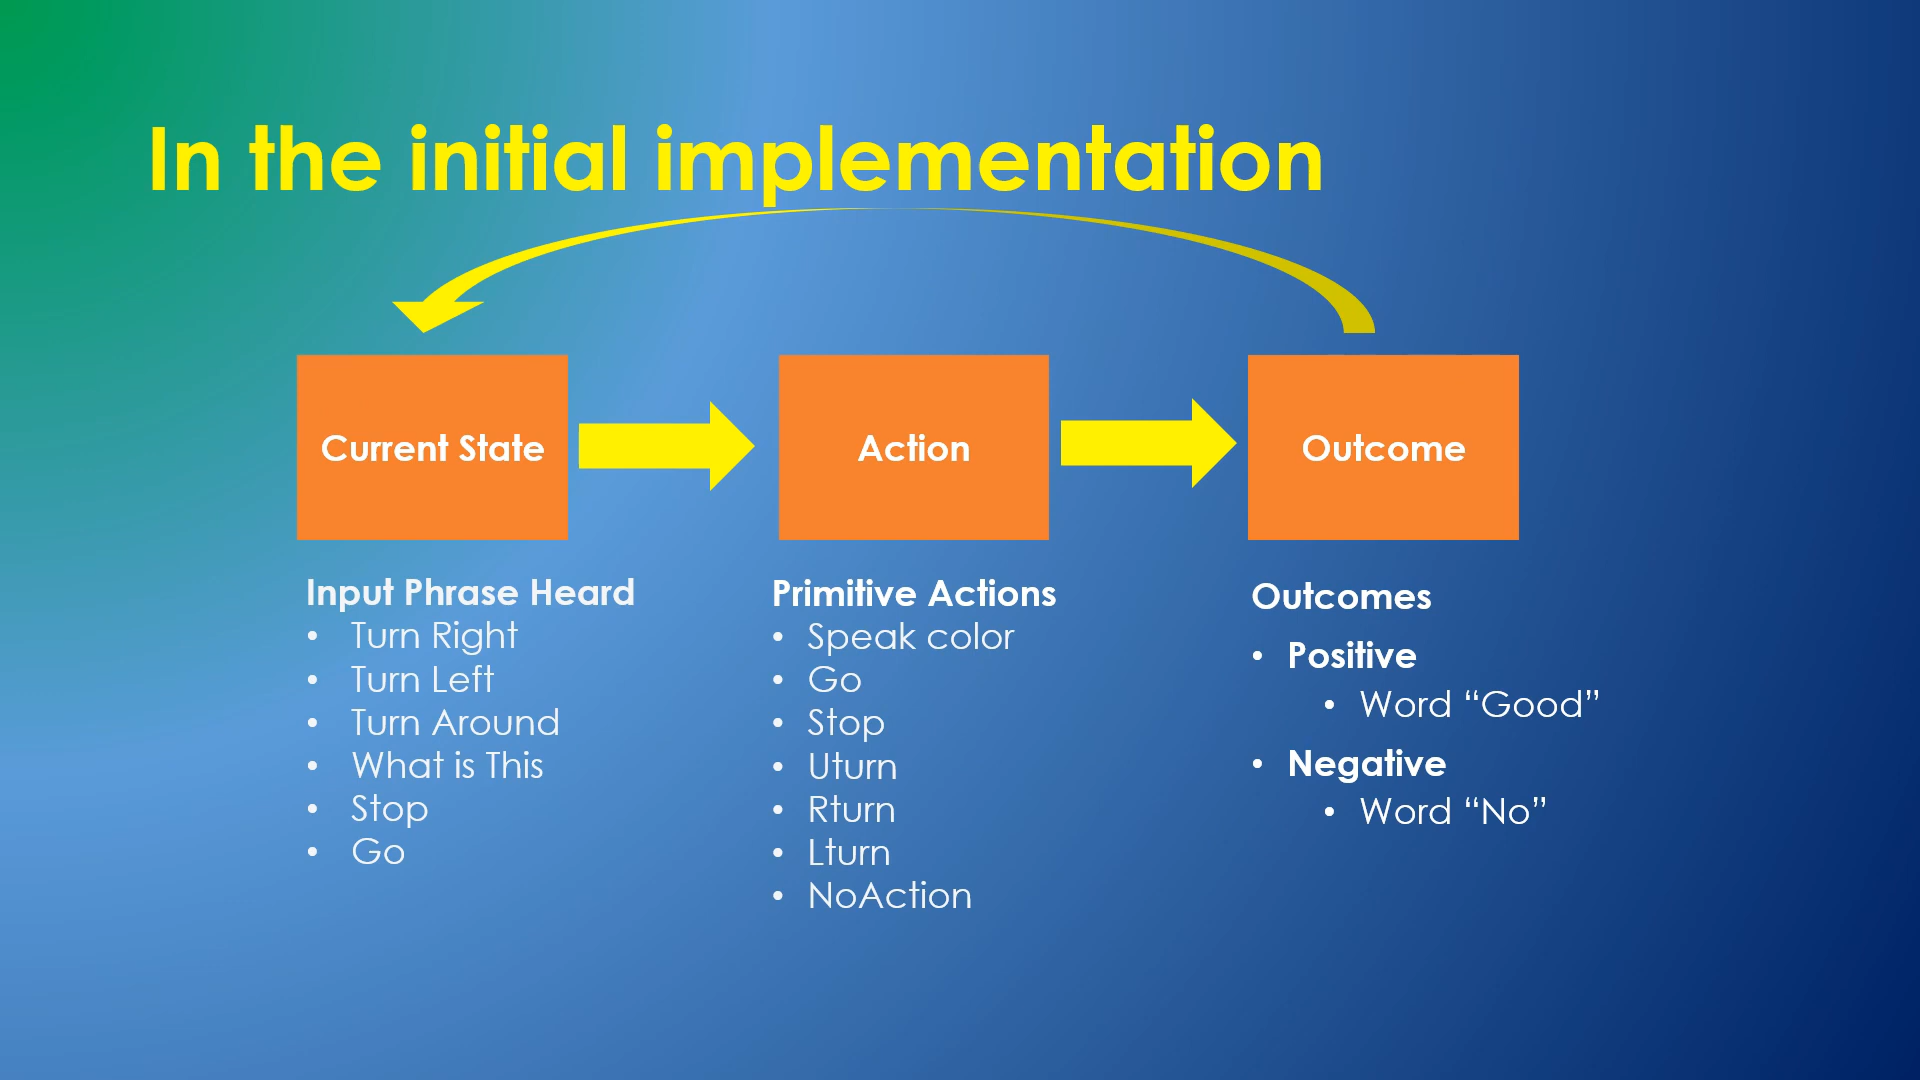 In the initial implementation
Current State
Action
Outcome
Input Phrase Heard
• Turn Right
• Turn Left
• Turn Around
• What is This
• Stop
• Go
Primitive Actions
• Speak color
• Go
• Stop
• Uturn
• Rturn
• Lturn
• NoAction
Outcomes
• Positive
• Word “Good”
• Negative
• Word “No”